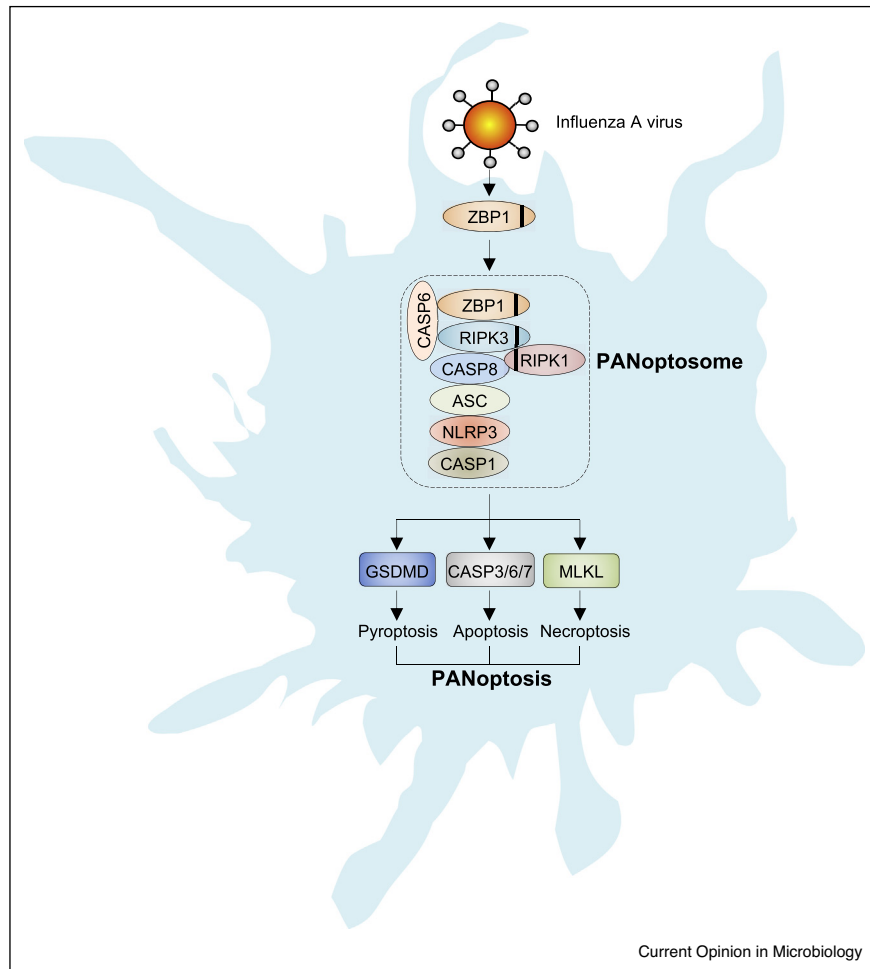 Influenza A virus
ZBP1
CASP6
ZBP1
RIPK3
RIPK1
PANoptosome
CASP8
ASC
NLRP3
CASP1
GSDMD
CASP3/6/7
MLKL
Pyroptosis
Apoptosis
Necroptosis
PANoptosis
Current Opinion in Microbiology